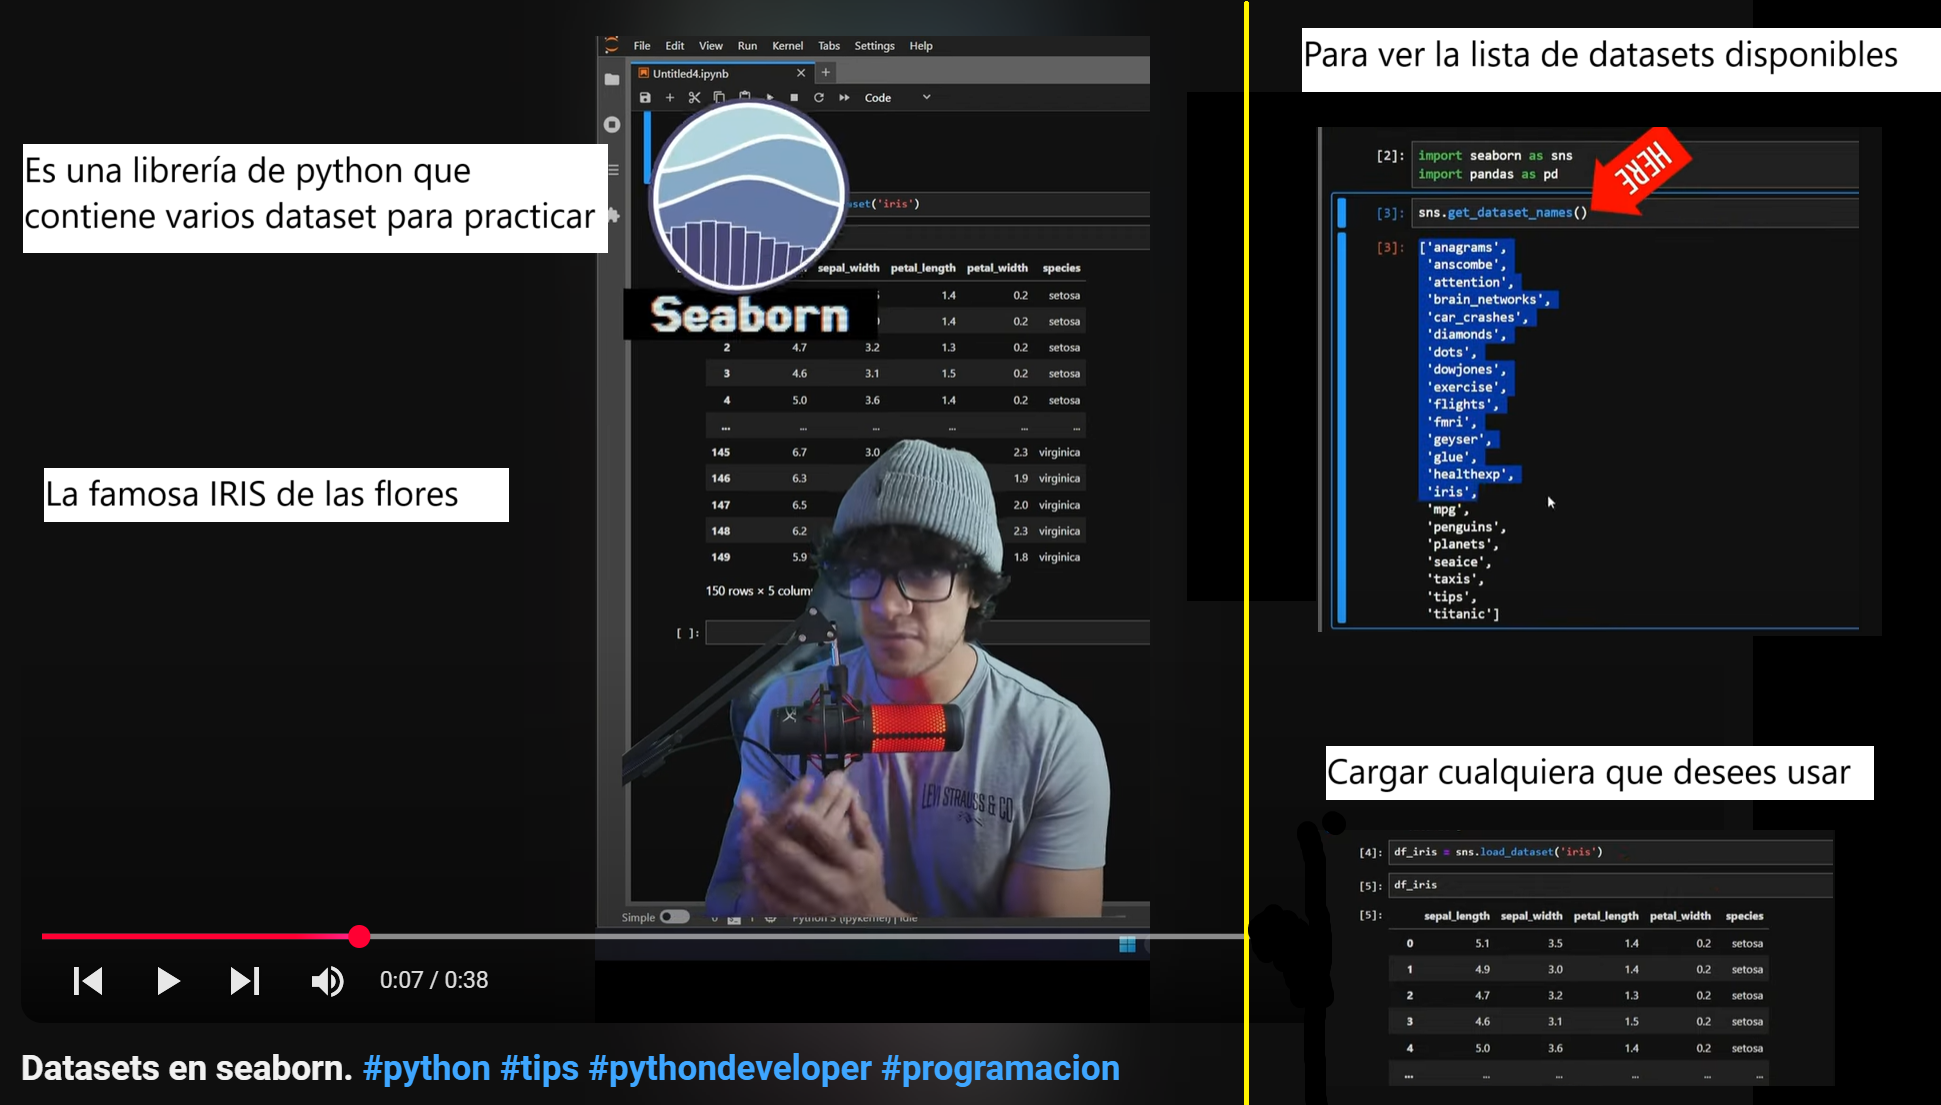 File Edit View Run Kernel Tabs Settings Help
Untitled4.ipynb
Code
Es una librería de python que
contiene varios dataset para practicar
set('iris')
sepal_width petal_length petal_width species
Seaborn
1.4 0.2 setosa
1.4 0.2 setosa
2 4.7 3.2 1.3 0.2 setosa
3 4.6 3.1 1.5 0.2 setosa
4 5.0 3.6 1.4 0.2 setosa
... ... ... ... ... ...
145 6.7 3.0 2.3 virginica
146 6.3 1.9 virginica
147 6.5 2.0 virginica
148 6.2 2.3 virginica
149 5.9 1.8 virginica
150 rows × 5 colum
[ ]:
La famosa IRIS de las flores
LEVI STRAUSS & CO
Simple
Python 3 (ipykernel) | Idle
0:07 / 0:38
Datasets en seaborn. #python #tips #pythondeveloper #programacion
Para ver la lista de datasets disponibles
HERE
[2]: import seaborn as sns
import pandas as pd
[3]: sns.get_dataset_names()
[3]: ['anagrams',
'anscombe',
'attention',
'brain_networks',
'car_crashes',
'diamonds',
'dots',
'dowjones',
'exercise',
'flights',
'fmri',
'geyser',
'glue',
'healthexp',
'iris',
'mpg',
'penguins',
'planets',
'seaice',
'taxis',
'tips',
'titanic']
Cargar cualquiera que desees usar
[4]: df_iris = sns.load_dataset('iris')
[5]: df_iris
[5]: sepal_length sepal_width petal_length petal_width species
0 5.1 3.5 1.4 0.2 setosa
1 4.9 3.0 1.4 0.2 setosa
2 4.7 3.2 1.3 0.2 setosa
3 4.6 3.1 1.5 0.2 setosa
4 5.0 3.6 1.4 0.2 setosa
... ... ... ... ... ...